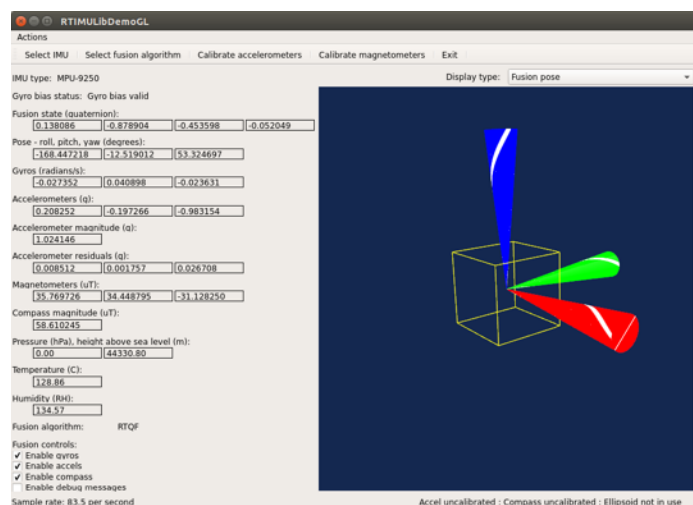 RTIMULibDemoGL
Actions
Select IMU Select fusion algorithm Calibrate accelerometers Calibrate magnetometers Exit
IMU type: MPU-9250
Display type: Fusion pose
Gyro bias status: Gyro bias valid
Fusion state (quaternion):
0.138086 -0.878904 -0.453598 -0.052049
Pose - roll, pitch, yaw (degrees):
-168.447218 -12.519012 53.324697
Gyros (radians/s):
-0.027352 0.040898 -0.023631
Accelerometers (g):
0.208252 -0.197266 -0.983154
Accelerometer magnitude (g):
1.024146
Accelerometer residuals (g):
0.008512 0.001757 0.026708
Magnetometers (uT):
35.769726 34.448795 -31.128250
Compass magnitude (uT):
58.610245
Pressure (hPa), height above sea level (m):
0.00 44330.80
Temperature (C):
128.86
Humidity (RH):
134.57
Fusion algorithm: RTQF
Fusion controls:
Enable gyros
Enable accels
Enable compass
Enable debug messages
Sample rate: 83.5 per second
Accel uncalibrated : Compass uncalibrated : Ellipsoid not in use